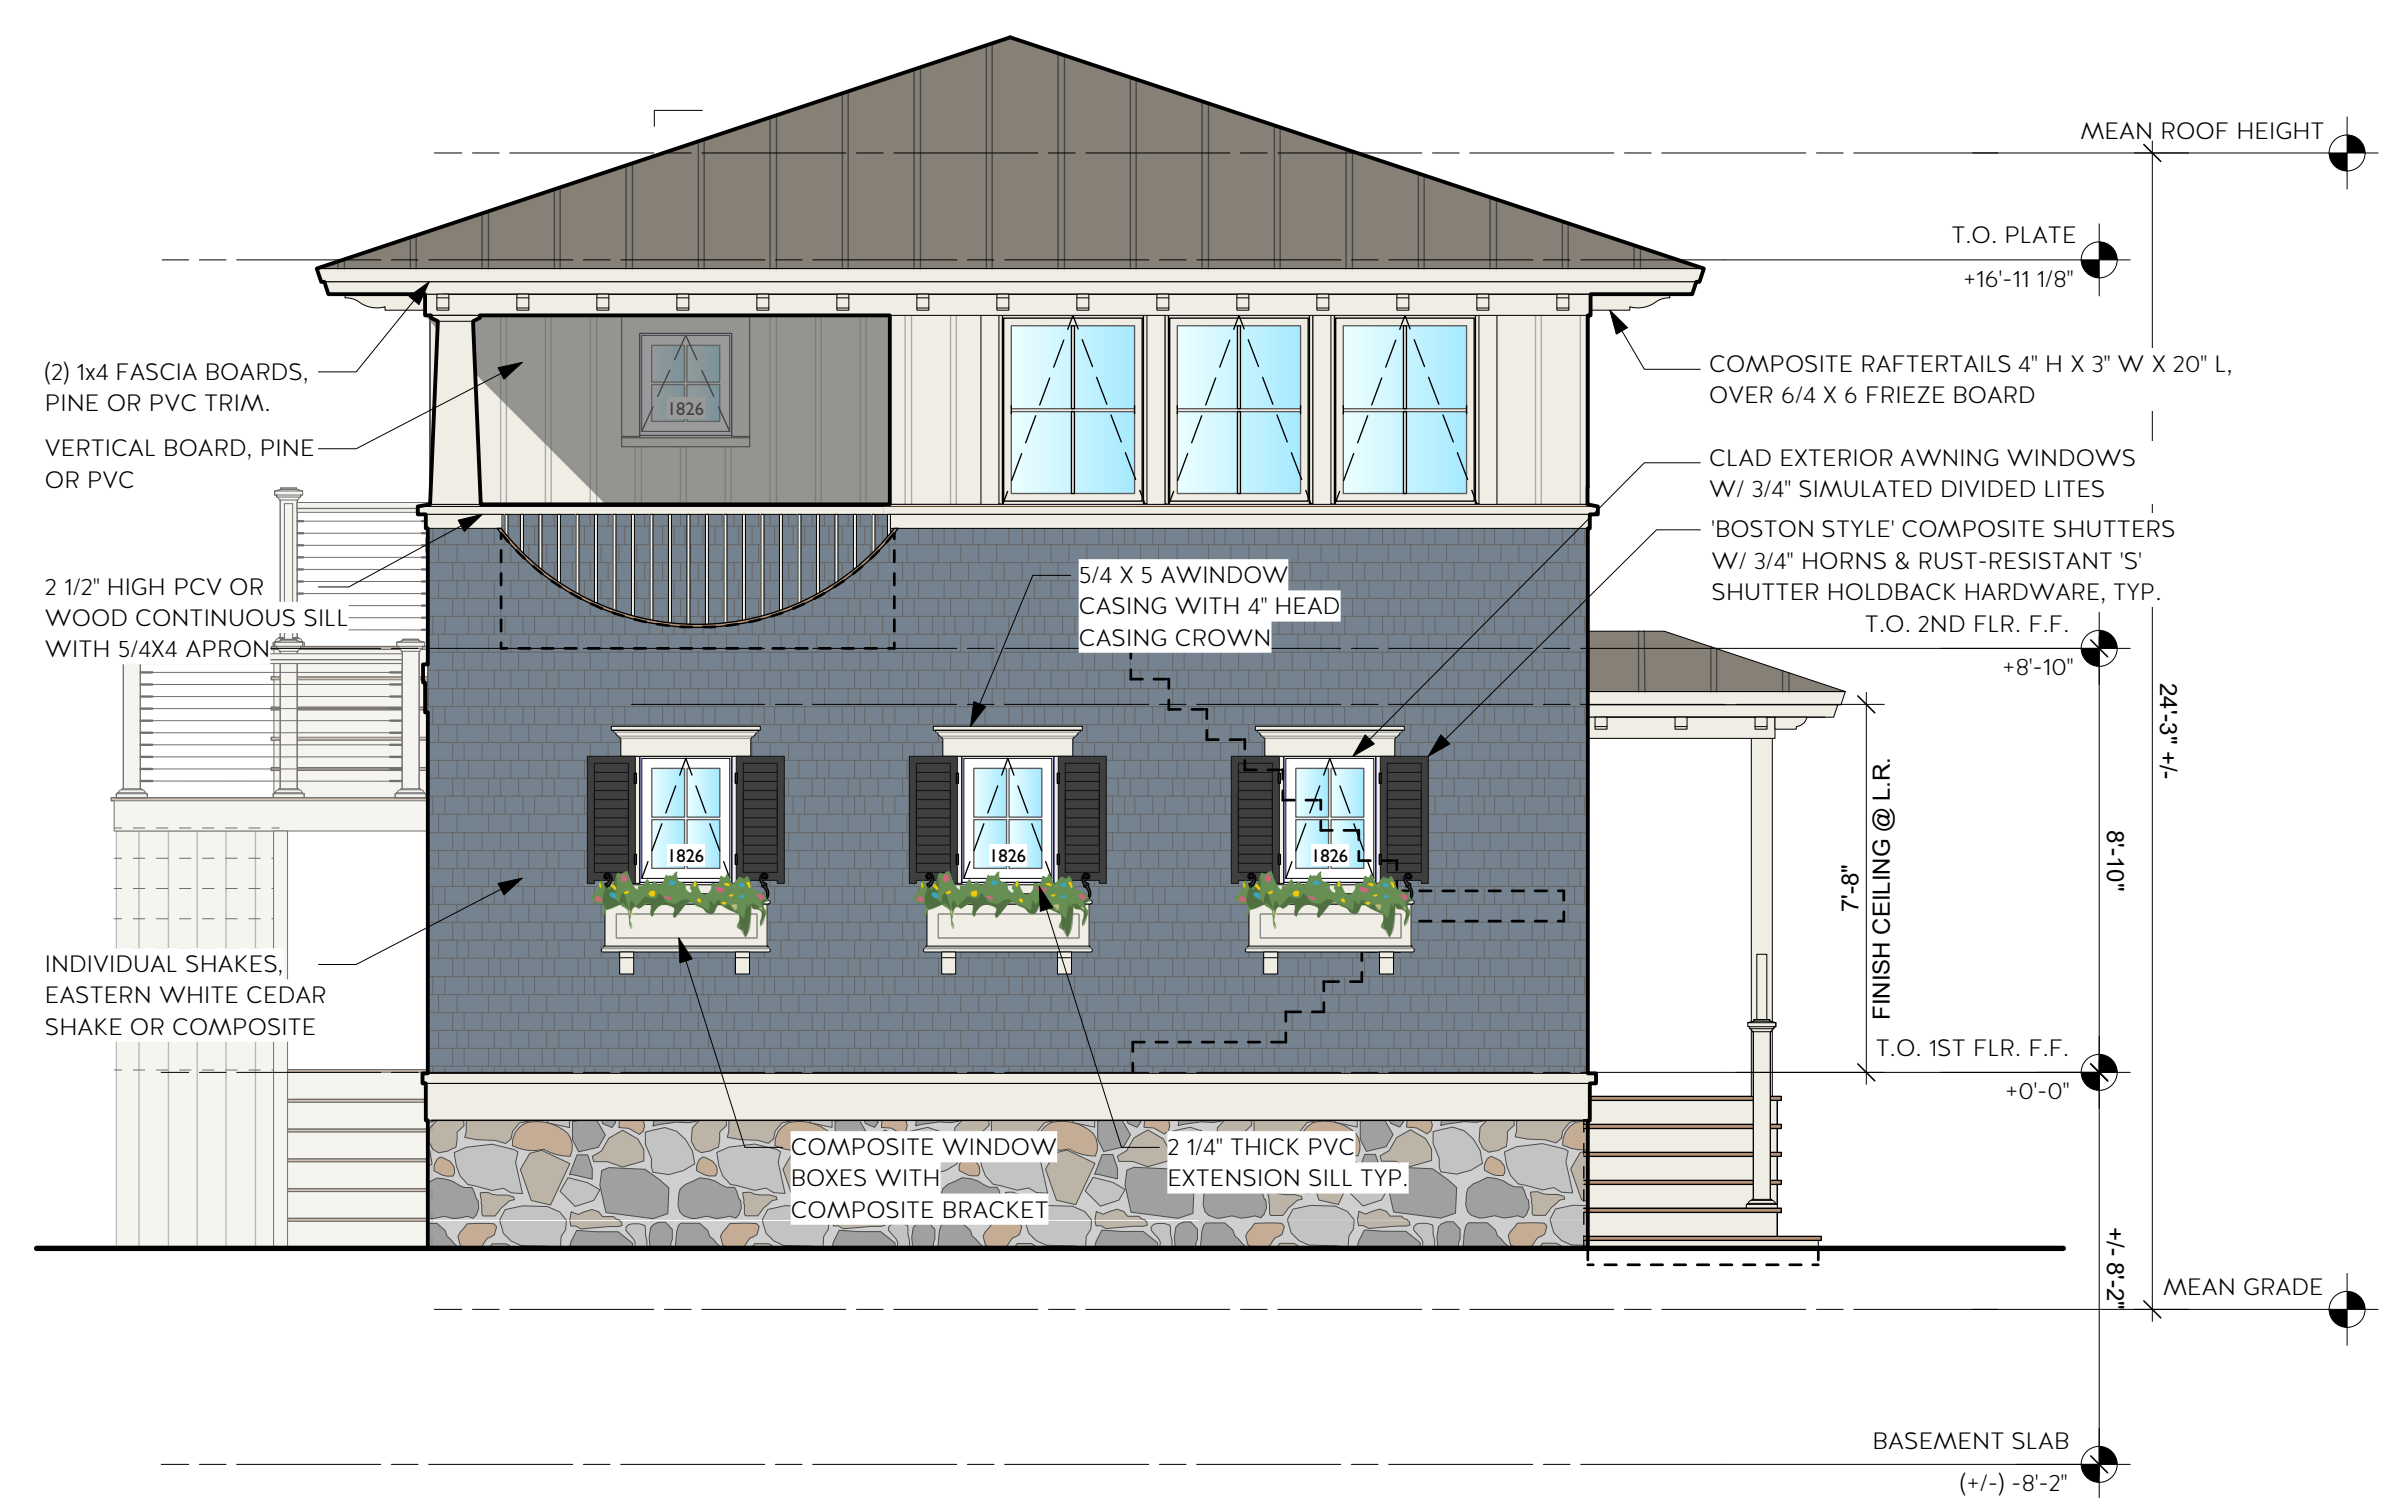 MEAN ROOF HEIGHT
T.O. PLATE
+16'-11 1/8"
(2) 1x4 FASCIA BOARDS,
PINE OR PVC TRIM.
VERTICAL BOARD, PINE
OR PVC
1826
COMPOSITE RAFTERTAILS 4" H X 3" W X 20" L,
OVER 6/4 X 6 FRIEZE BOARD
CLAD EXTERIOR AWNING WINDOWS
W/ 3/4" SIMULATED DIVIDED LITES
'BOSTON STYLE' COMPOSITE SHUTTERS
W/ 3/4" HORNS & RUST-RESISTANT 'S'
SHUTTER HOLDBACK HARDWARE, TYP.
2 1/2" HIGH PCV OR
WOOD CONTINUOUS SILL
WITH 5/4X4 APRON
5/4 X 5 AWINDOW
CASING WITH 4" HEAD
CASING CROWN
T.O. 2ND FLR. F.F.
+8'-10"
24'-3" +/-
8'-10"
7'-8"
FINISH CEILING @ L.R.
1826
1826
1826
INDIVIDUAL SHAKES,
EASTERN WHITE CEDAR
SHAKE OR COMPOSITE
T.O. 1ST FLR. F.F.
+0'-0"
COMPOSITE WINDOW
BOXES WITH
COMPOSITE BRACKET
2 1/4" THICK PVC
EXTENSION SILL TYP.
+/- 8'-2"
MEAN GRADE
BASEMENT SLAB
(+/-) -8'-2"